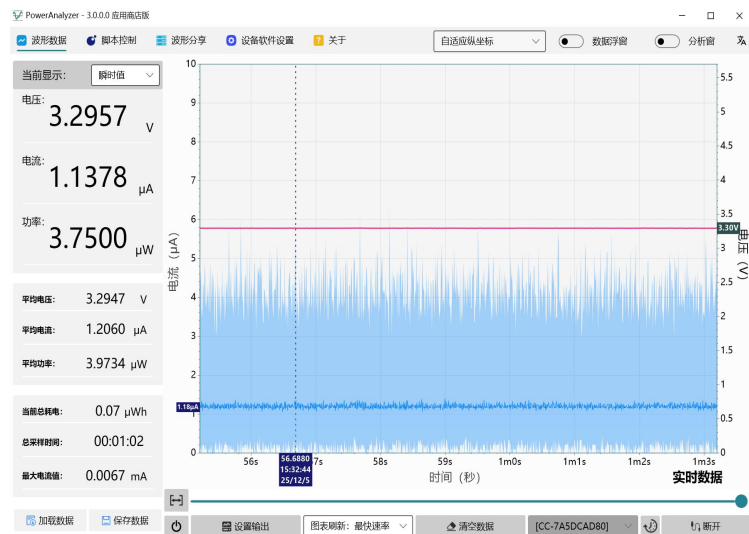 PowerAnalyzer - 3.0.0.0 应用商店版
波形数据 脚本控制 波形分享 设备软件设置 关于 自适应纵坐标 数据浮窗 分析窗
当前显示: 瞬时值
电压:
3.2957 V
电流:
1.1378 μA
功率:
3.7500 μW
平均电压: 3.2947 V
平均电流: 1.2060 μA
平均功率: 3.9734 μW
当前总耗电: 0.07 μWh
总采样时间: 00:01:02
最大电流值: 0.0067 mA
加载数据 保存数据
电流 (μA)
10
9
8
7
6
5
4
3
2
1.18μA
0
5.5
5
4.5
4
3.5
3.30V
3
2.5
2
1.5
1
0.5
0
电压 (V)
56s 7s 58s 59s 1m0s 1m1s 1m2s 1m3s
56.6880
15:32:44
25/12/5
时间 (秒)
实时数据
设置输出 图表刷新: 最快速率 清空数据 [CC-7A5DCAD80] 断开